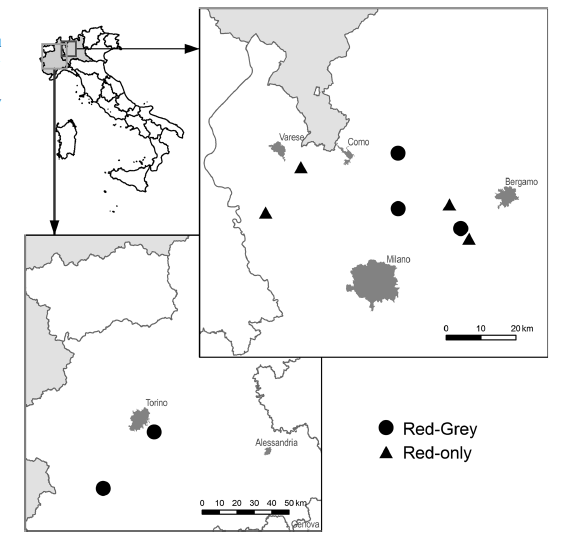 Varese
Como
Bergamo
Milano
0 10 20 km
Torino
Alessandria
0 10 20 30 40 50 km
Genova
Red-Grey
Red-only